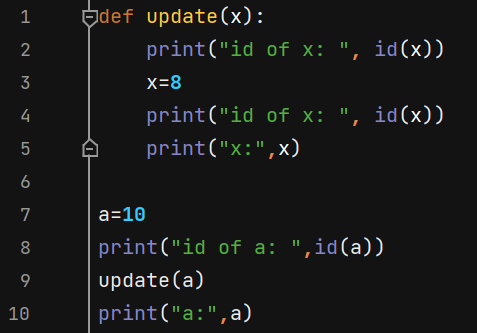 1 def update(x):
2     print("id of x: ", id(x))
3     x=8
4     print("id of x: ", id(x))
5     print("x:",x)
6
7 a=10
8 print("id of a: ",id(a))
9 update(a)
10 print("a:",a)